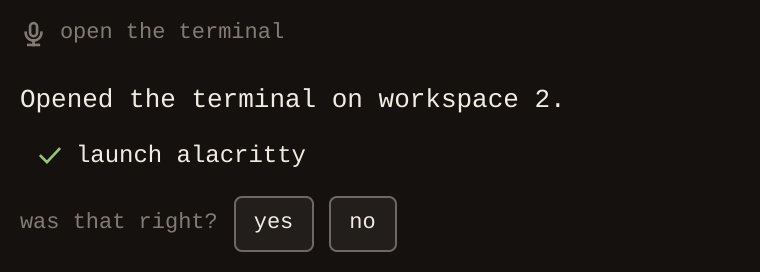 open the terminal
Opened the terminal on workspace 2.
launch alacritty
was that right? yes no